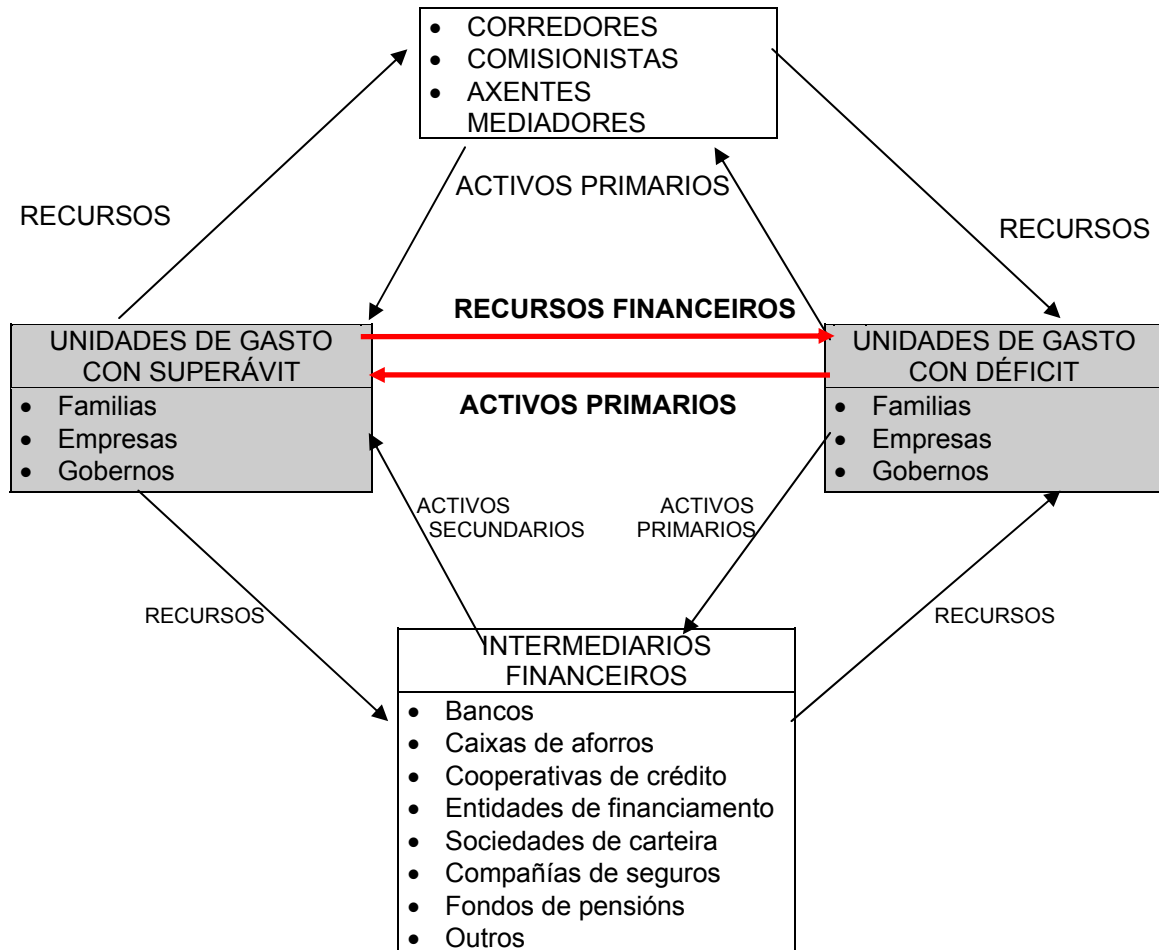 • CORREDORES
• COMISIONISTAS
• AXENTES
MEDIADORES
ACTIVOS PRIMARIOS
RECURSOS
RECURSOS
RECURSOS FINANCEIROS
UNIDADES DE GASTO
CON SUPERÁVIT
• Familias
• Empresas
• Gobernos
UNIDADES DE GASTO
CON DÉFICIT
• Familias
• Empresas
• Gobernos
ACTIVOS PRIMARIOS
ACTIVOS
SECUNDARIOS
ACTIVOS
PRIMARIOS
RECURSOS
RECURSOS
INTERMEDIARIOS
FINANCEIROS
• Bancos
• Caixas de aforros
• Cooperativas de crédito
• Entidades de financiamento
• Sociedades de carteira
• Compañías de seguros
• Fondos de pensións
• Outros